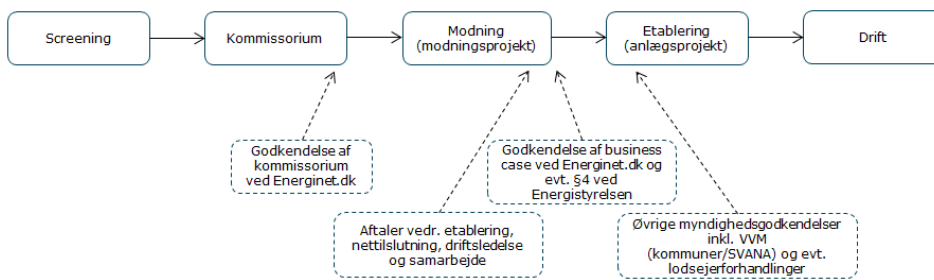 Screening
Kommissorium
Modning
(modningsprojekt)
Etablering
(anlægsprojekt)
Drift
Godkendelse af
kommissorium
ved Energinet.dk
Godkendelse af business
case ved Energinet.dk og
evt. §4 ved
Energistyrelsen
Aftaler vedr. etablering,
nettilslutning, driftsledelse
og samarbejde
Øvrige myndighedsgodkendelser
inkl. VVM
(kommuner/SVANA) og evt.
lodsejerforhandlinger